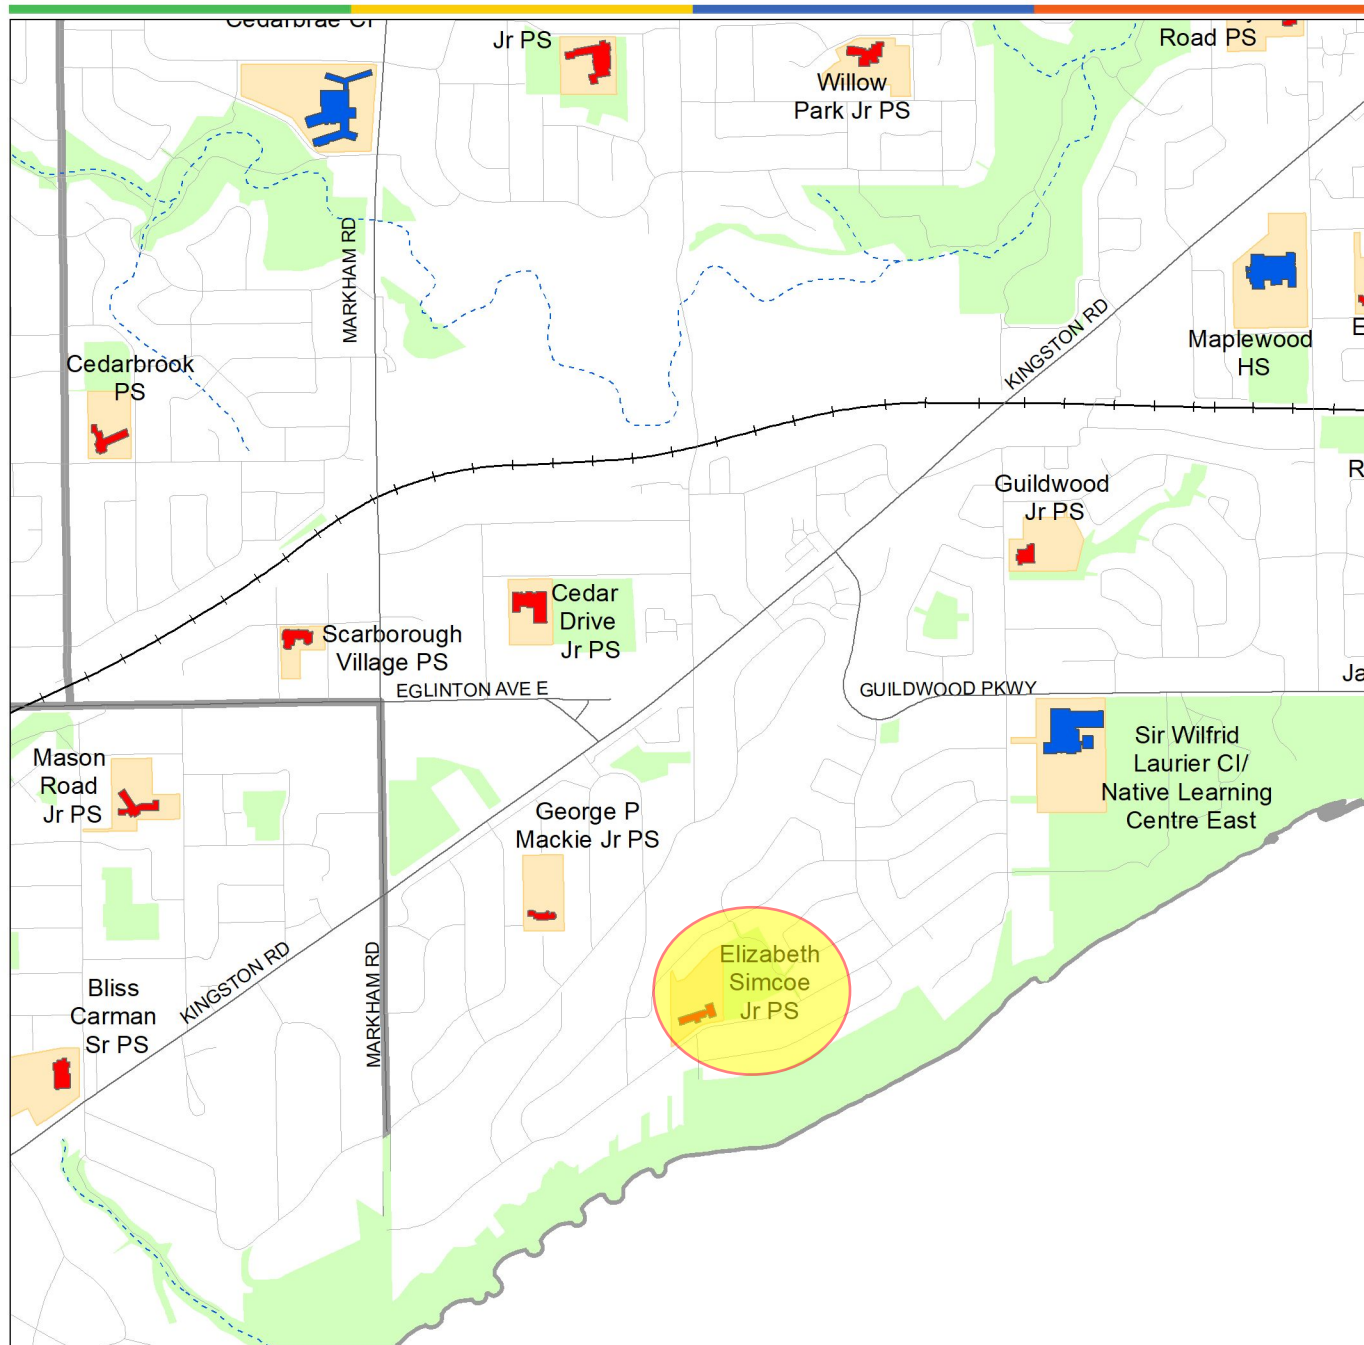 Cedarbrae CI
Jr PS
Road PS
Willow
Park Jr PS
MARKHAM RD
KINGSTON RD
Maplewood
HS
Cedarbrook
PS
Guildwood
Jr PS
Cedar
Drive
Jr PS
Scarborough
Village PS
EGLINTON AVE E
GUILDWOOD PKWY
Mason
Road
Jr PS
Sir Wilfrid
Laurier CI/
Native Learning
Centre East
George P
Mackie Jr PS
Elizabeth
Simcoe
Jr PS
KINGSTON RD
MARKHAM RD
Bliss
Carman
Sr PS